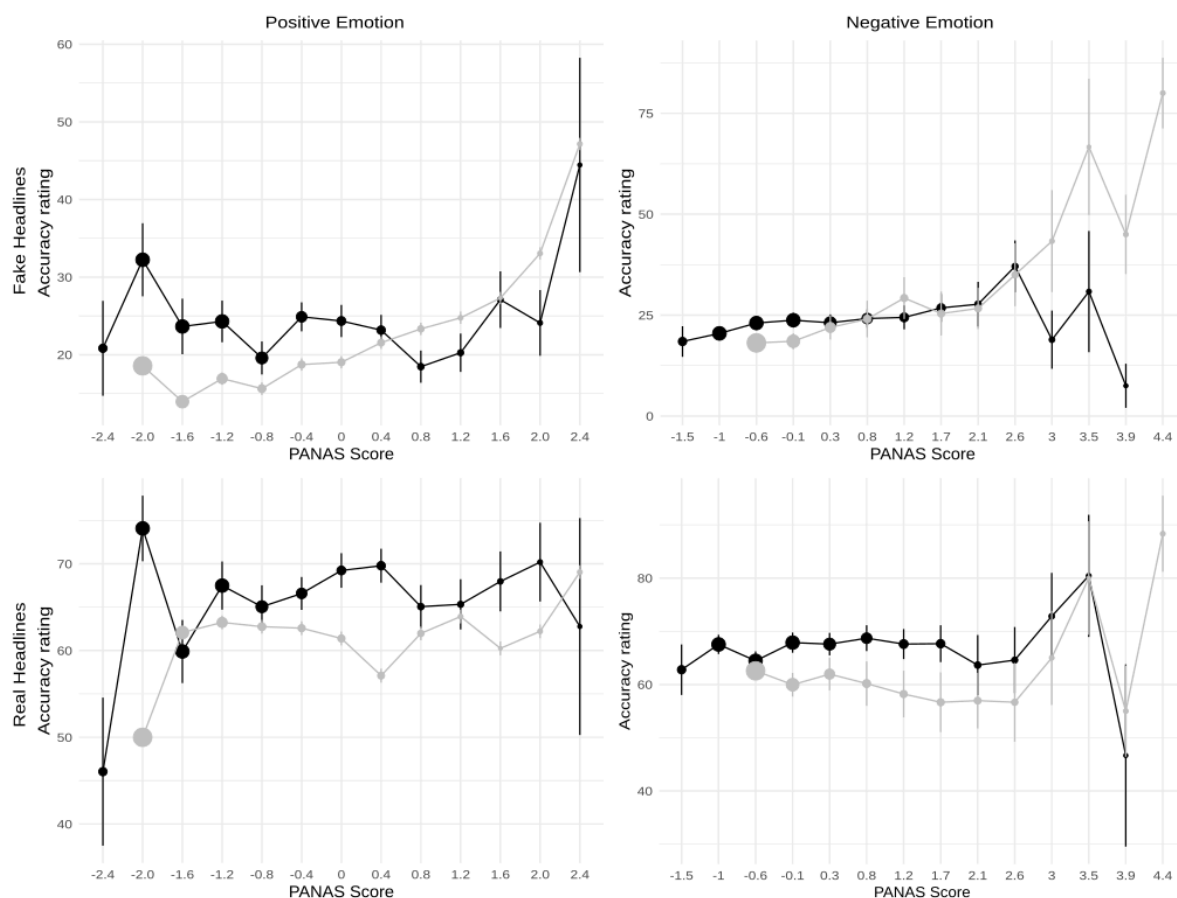 Positive Emotion
Negative Emotion
Fake Headlines
Accuracy rating
60
50
40
30
20
-2.4 -2.0 -1.6 -1.2 -0.8 -0.4 0 0.4 0.8 1.2 1.6 2.0 2.4
PANAS Score
Accuracy rating
75
50
25
0
-1.5 -1 -0.6 -0.1 0.3 0.8 1.2 1.7 2.1 2.6 3 3.5 3.9 4.4
PANAS Score
Real Headlines
Accuracy rating
70
60
50
40
-2.4 -2.0 -1.6 -1.2 -0.8 -0.4 0 0.4 0.8 1.2 1.6 2.0 2.4
PANAS Score
Accuracy rating
80
60
40
-1.5 -1 -0.6 -0.1 0.3 0.8 1.2 1.7 2.1 2.6 3 3.5 3.9 4.4
PANAS Score